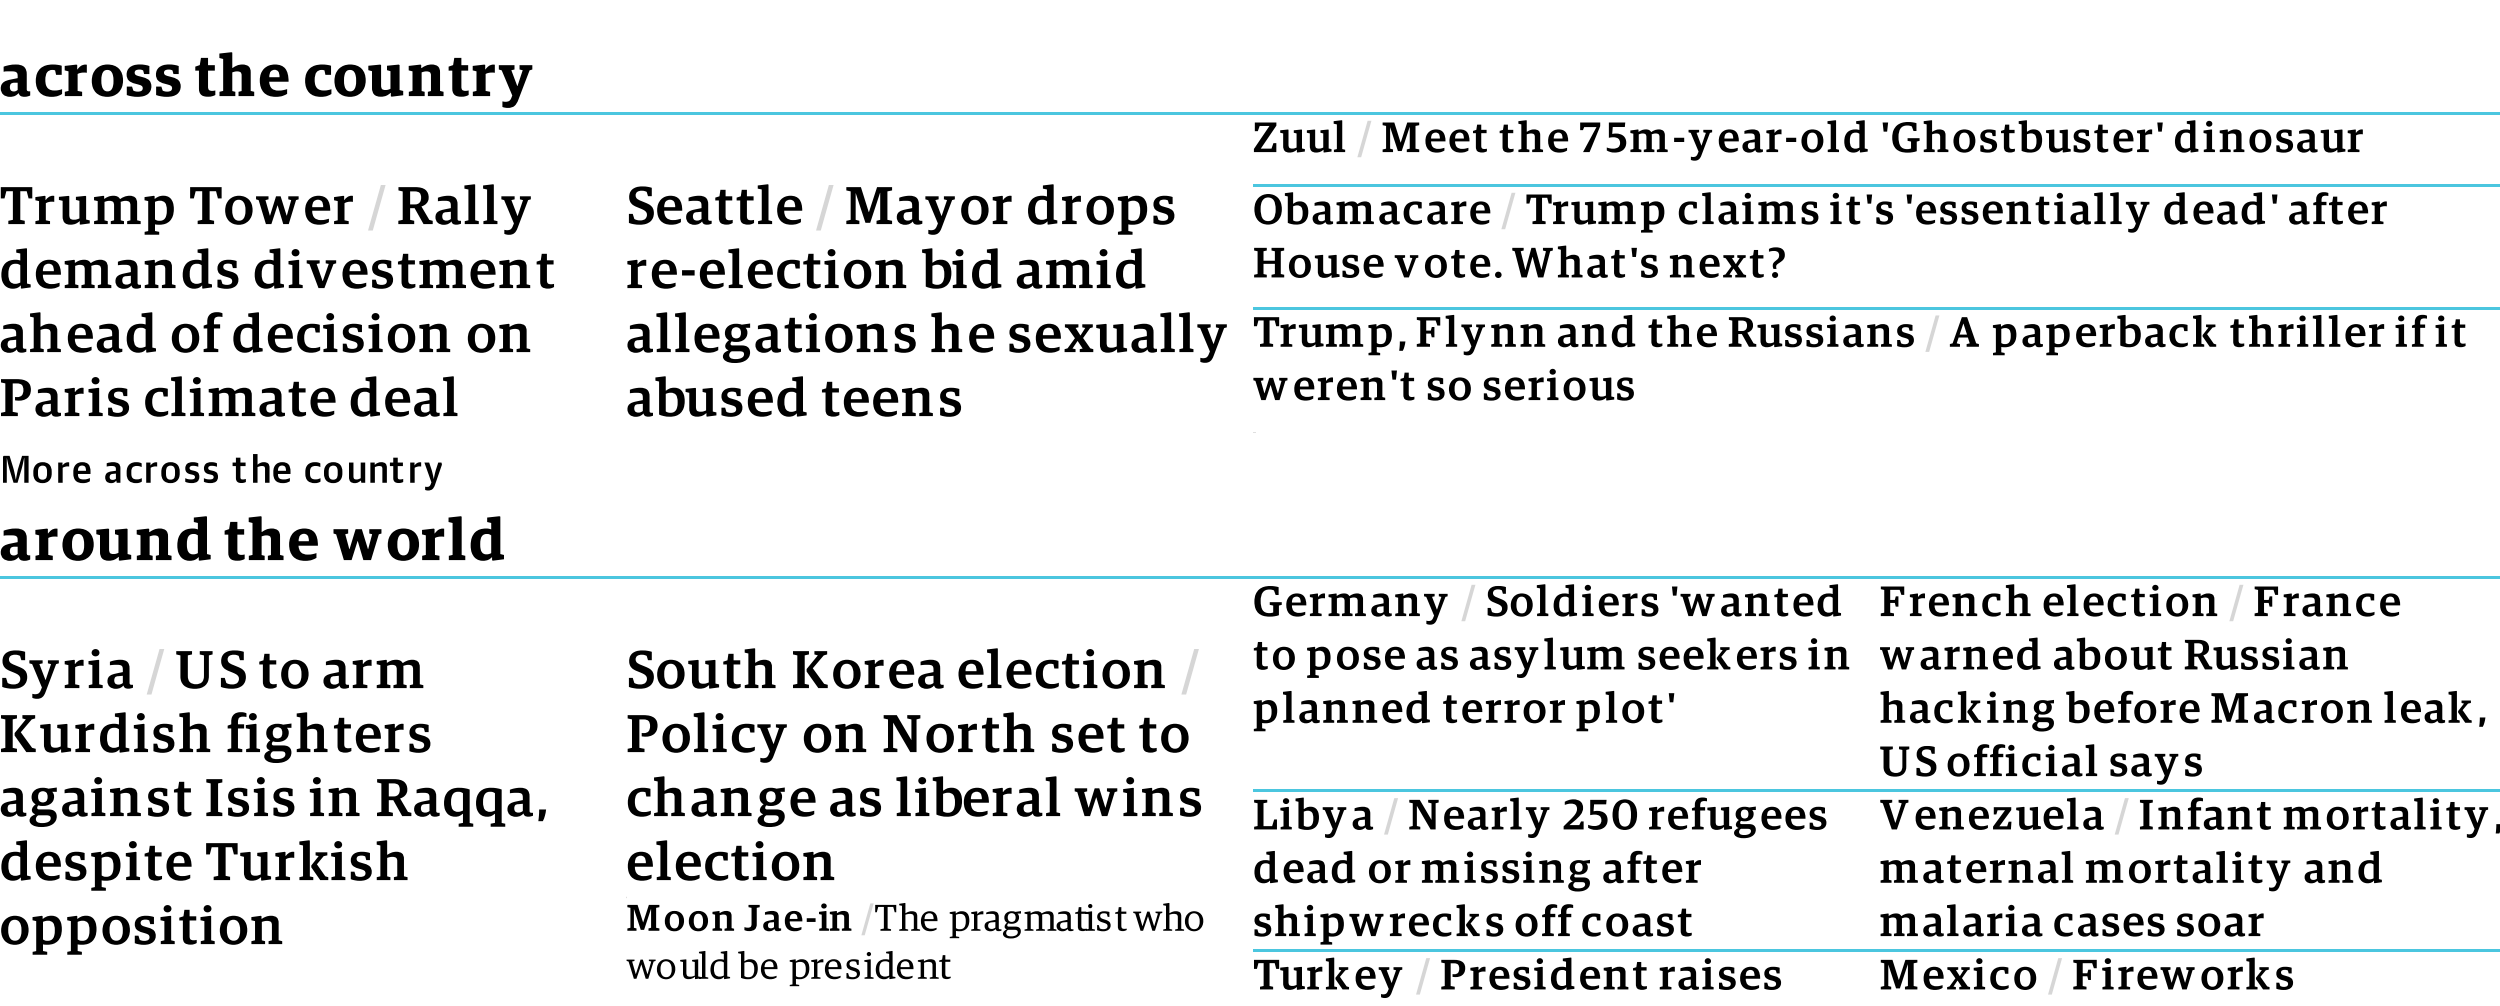 across the country
Trump Tower / Rally
demands divestment
ahead of decision on
Paris climate deal
Seattle / Mayor drops
re-election bid amid
allegations he sexually
abused teens
Zuul / Meet the 75m-year-old 'Ghostbuster' dinosaur
Obamacare / Trump claims it's 'essentially dead' after
House vote. What's next?
Trump, Flynn and the Russians / A paperback thriller if it
weren't so serious
More across the country
around the world
Syria / US to arm
Kurdish fighters
against Isis in Raqqa,
despite Turkish
opposition
South Korea election /
Policy on North set to
change as liberal wins
election
Moon Jae-in / The pragmatist who
would be president
Germany / Soldiers 'wanted
to pose as asylum seekers in
planned terror plot'
French election / France
warned about Russian
hacking before Macron leak,
US official says
Libya / Nearly 250 refugees
dead or missing after
shipwrecks off coast
Venezuela / Infant mortality,
maternal mortality and
malaria cases soar
Turkey / President raises
Mexico / Fireworks